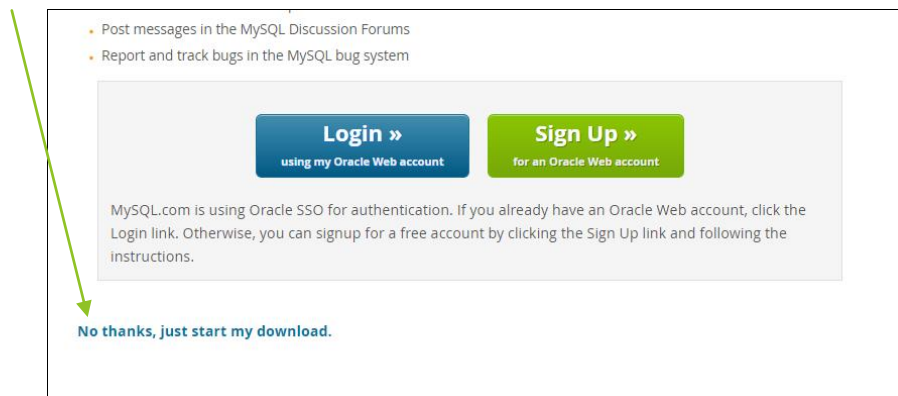 Post messages in the MySQL Discussion Forums
Report and track bugs in the MySQL bug system
Login »
using my Oracle Web account
Sign Up »
for an Oracle Web account
MySQL.com is using Oracle SSO for authentication. If you already have an Oracle Web account, click the
Login link. Otherwise, you can signup for a free account by clicking the Sign Up link and following the
instructions.
No thanks, just start my download.